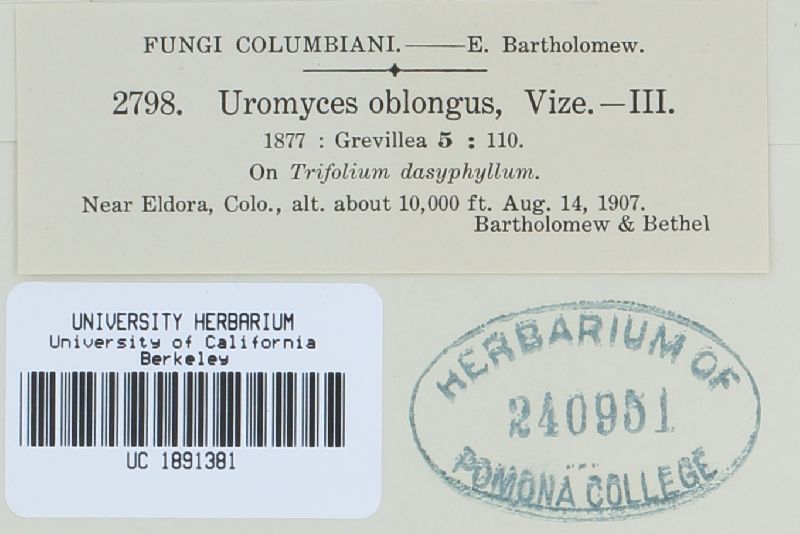 FUNGI COLUMBIANI.——E. Bartholomew.
2798. Uromyces oblongus, Vize.—III.
1877 : Grevillea 5 : 110.
On Trifolium dasyphyllum.
Near Eldora, Colo., alt. about 10,000 ft. Aug. 14, 1907.
Bartholomew & Bethel
UNIVERSITY HERBARIUM
University of California
Berkeley
UC 1891381
HERBARIUM OF
240951
POMONA COLLEGE